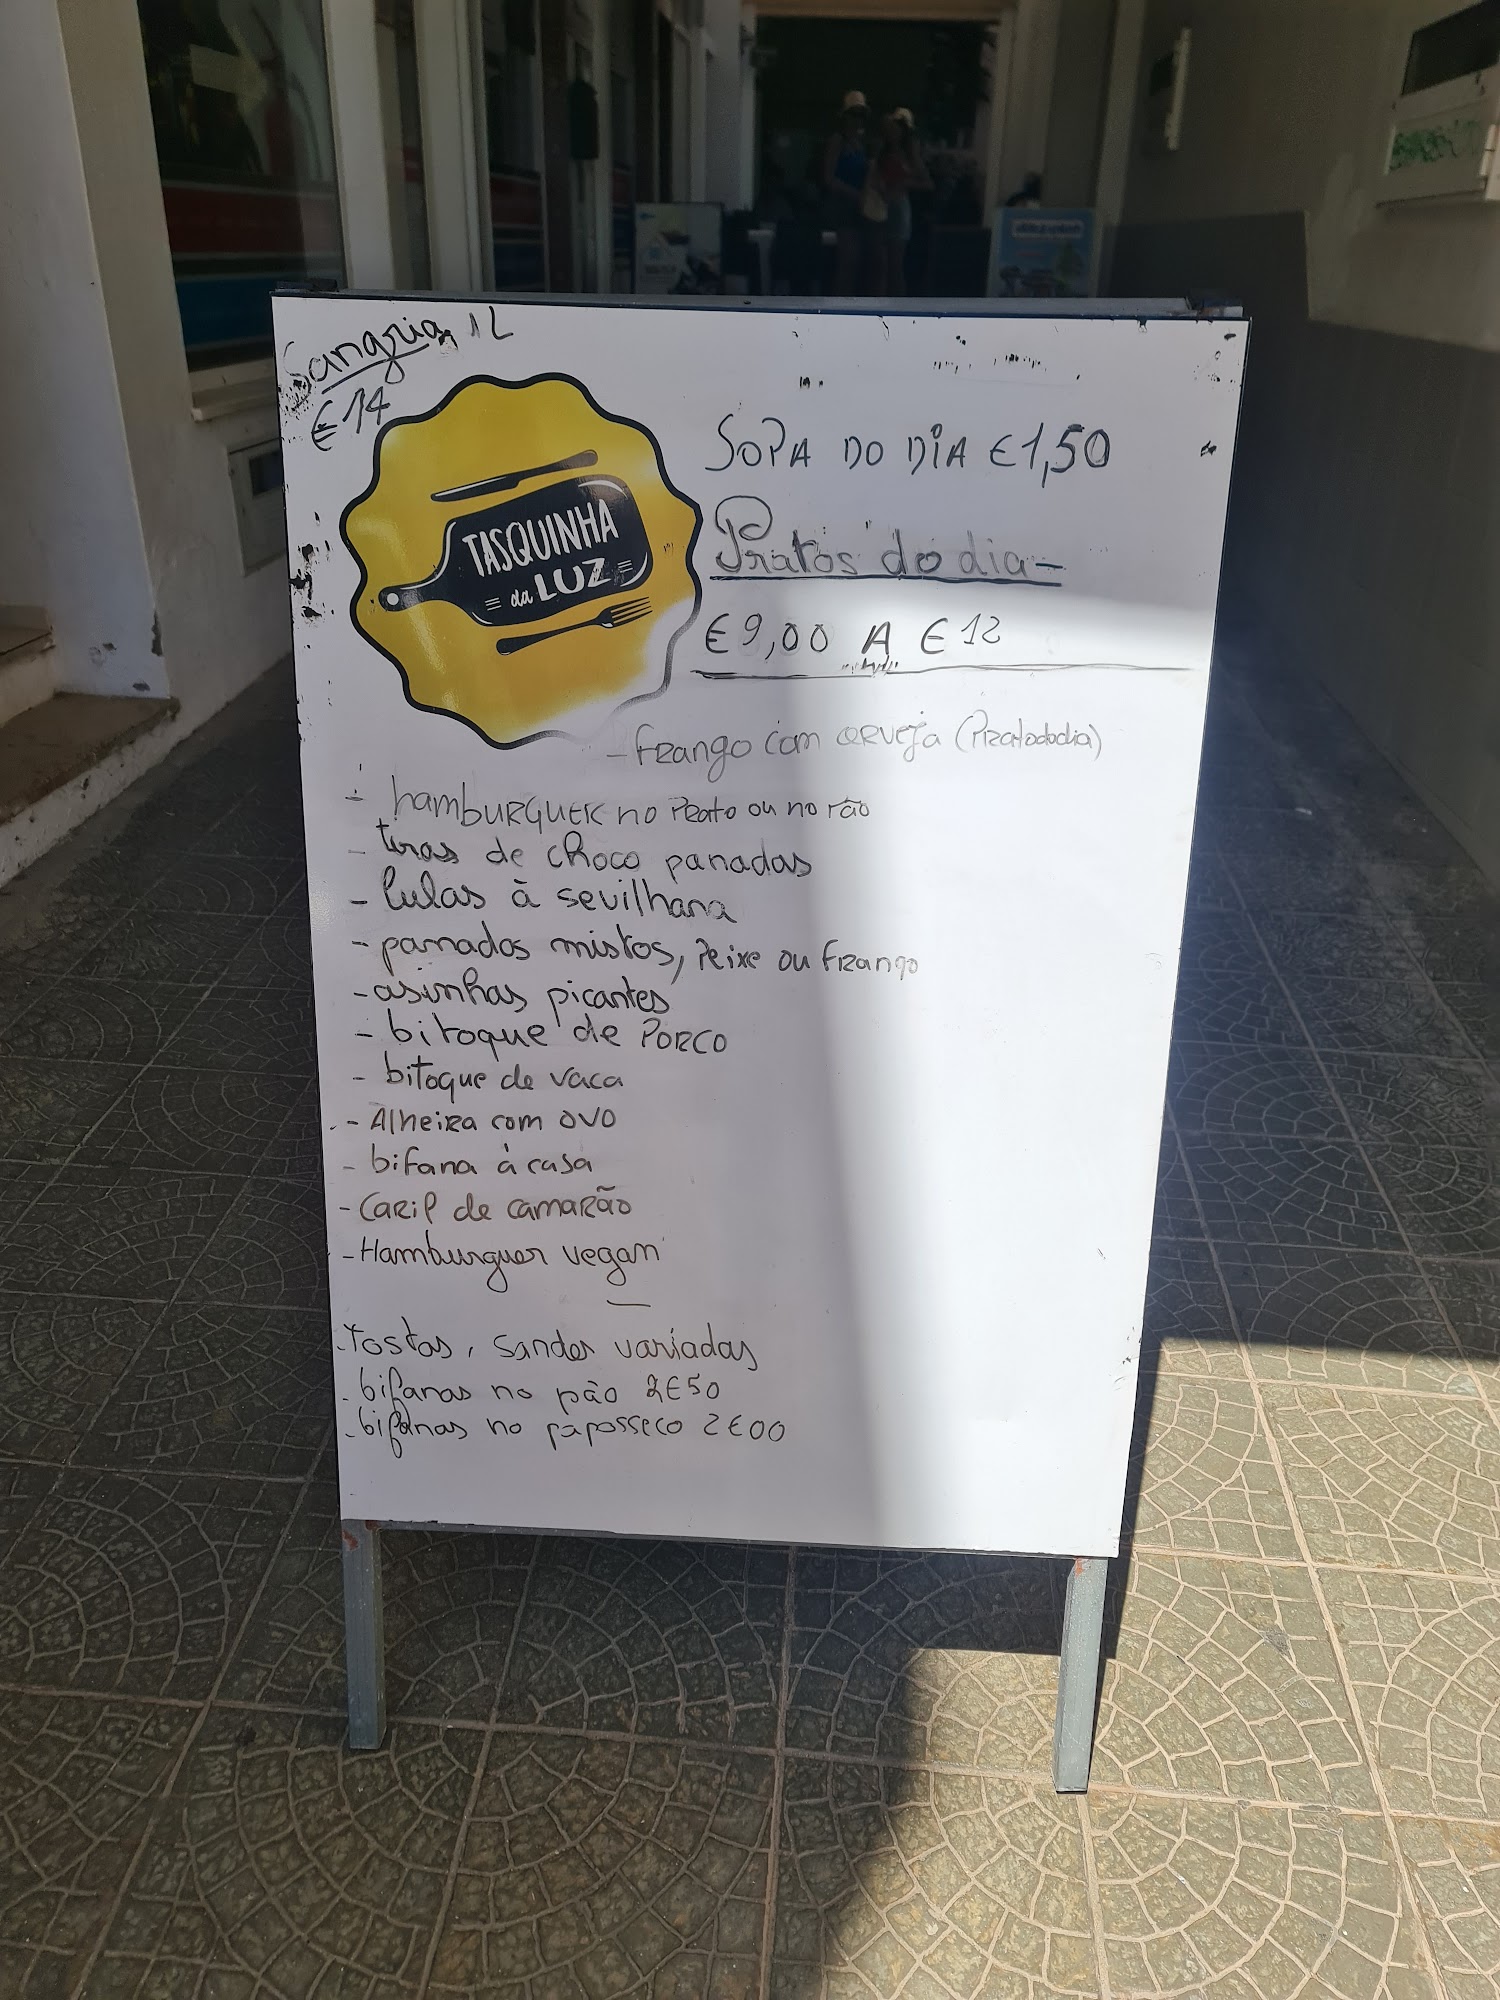 Sangria 1L
€14
TASQUINHA
da LUZ
SOPA DO DIA €1,50
Pratos do dia-
€9,00 A €12
- Frango com cerveja (Prato do dia)
- hamburguer no Prato ou no Pão
- tiras de choco panadas
- lulas à sevilhana
- panados mistos, Peixe ou Frango
- asinhas picantes
- bitoque de PORCO
- bitoque de vaca
- Alheira com OVO
- bifana à casa
- Caril de camarão
- Hamburguer vegan
- Tostas, Sandes variadas
- bifanas no pão 2€50
- bifanas no paposseco 2€00